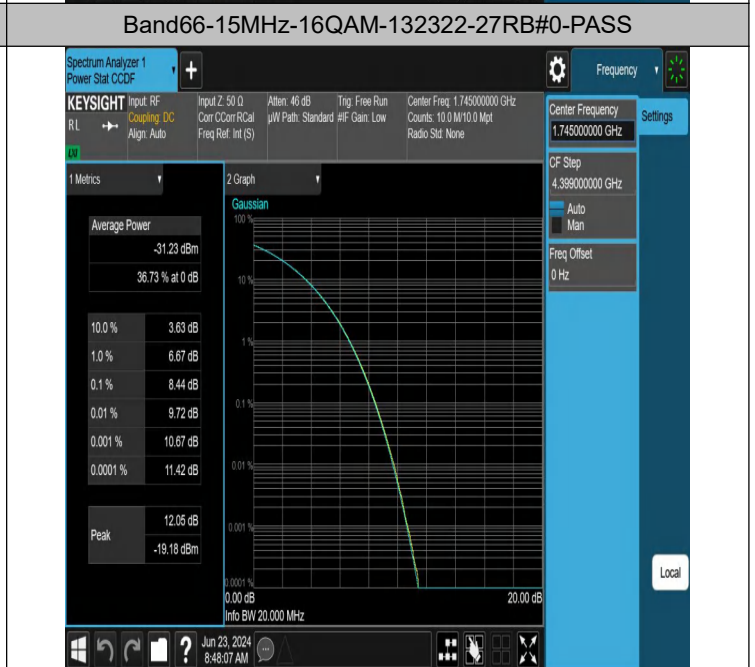 Band66-15MHz-16QAM-132322-27RB#0-PASS
Spectrum Analyzer 1
Power Stat CCDF
+
Frequency
KEYSIGHT
RL
LXI
Input: RF
Coupling: DC
Align: Auto
Input Z: 50 Ω
Corr CCorr RCal
Freq Ref: Int (S)
Atten: 46 dB
µW Path: Standard
Trig: Free Run
#IF Gain: Low
Center Freq: 1.745000000 GHz
Counts: 10.0 M/10.0 Mpt
Radio Std: None
Center Frequency
1.745000000 GHz
Settings
CF Step
4.399000000 GHz
Auto
Man
Freq Offset
0 Hz
1 Metrics
Average Power
-31.23 dBm
36.73 % at 0 dB
10.0 % 3.63 dB
1.0 % 6.67 dB
0.1 % 8.44 dB
0.01 % 9.72 dB
0.001 % 10.67 dB
0.0001 % 11.42 dB
Peak
12.05 dB
-19.18 dBm
2 Graph
Gaussian
100 %
10 %
1 %
0.1 %
0.01 %
0.001 %
0.0001 %
0.00 dB 20.00 dB
Info BW 20.000 MHz
Local
?
Jun 23, 2024
8:48:07 AM